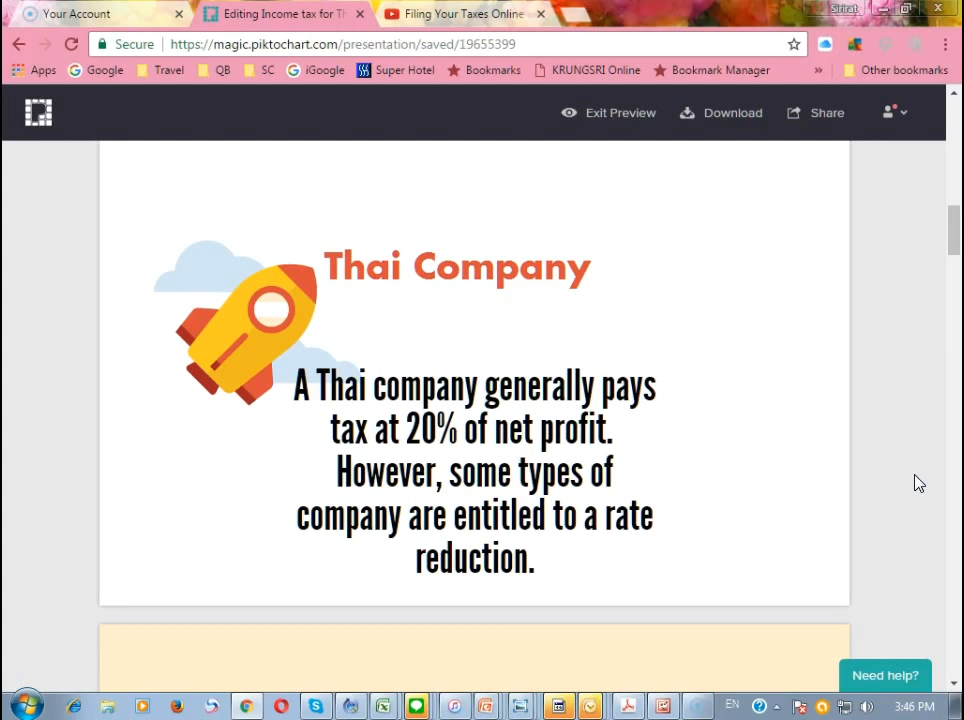 Your Account
Editing Income tax for Th
Filing Your Taxes Online
Sirirat
Secure
https://magic.piktochart.com/presentation/saved/19655399
Apps
Google
Travel
QB
SC
iGoogle
Super Hotel
Bookmarks
KRUNGSRI Online
Bookmark Manager
»
Other bookmarks
Exit Preview
Download
Share
Thai Company
A Thai company generally pays
tax at 20% of net profit.
However, some types of
company are entitled to a rate
reduction.
Need help?
EN
3:46 PM